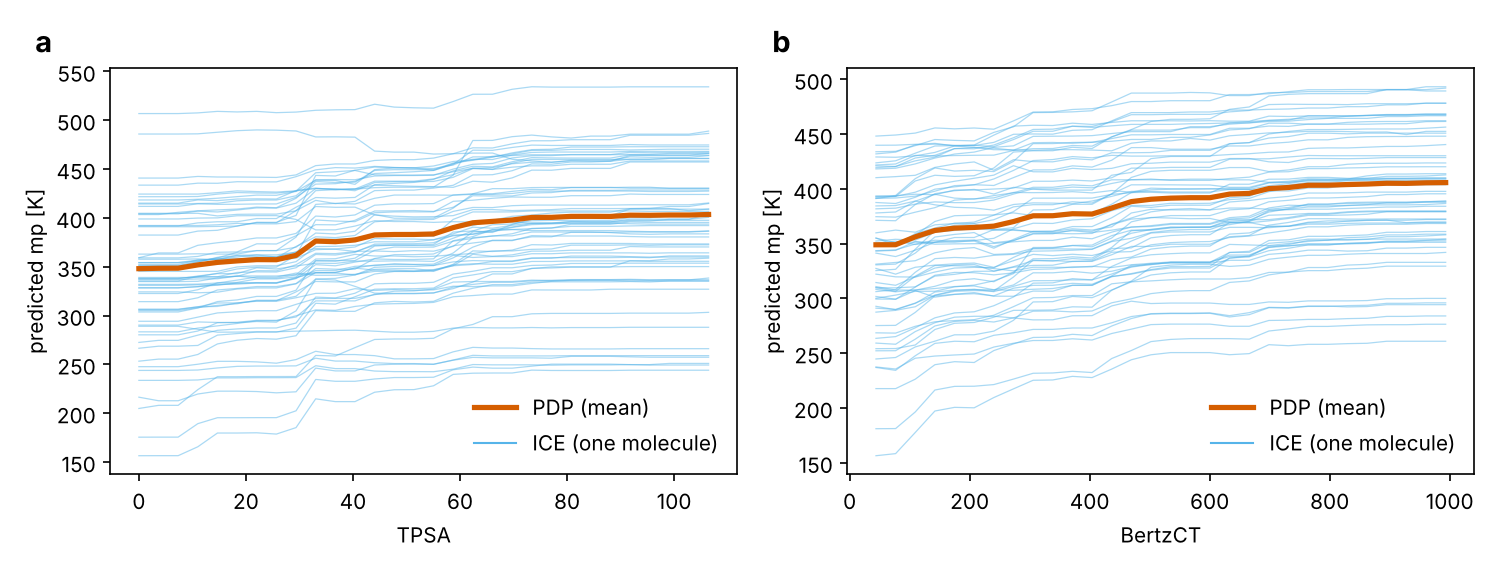 a
550
500
450
400
350
300
250
200
150
predicted mp [K]
0 20 40 60 80 100
TPSA
PDP (mean)
ICE (one molecule)
b
500
450
400
350
300
250
200
150
predicted mp [K]
0 200 400 600 800 1000
BertzCT
PDP (mean)
ICE (one molecule)